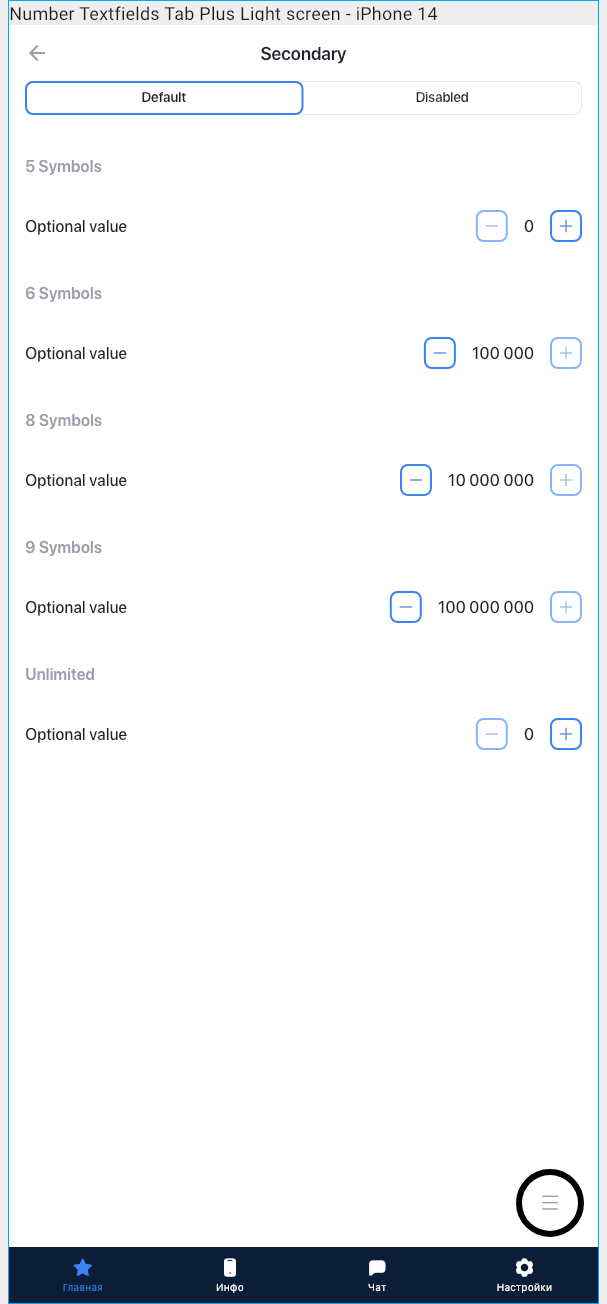 Number Textfields Tab Plus Light screen - iPhone 14
Secondary
Default Disabled
5 Symbols
Optional value 0
6 Symbols
Optional value 100 000
8 Symbols
Optional value 10 000 000
9 Symbols
Optional value 100 000 000
Unlimited
Optional value 0
Главная Инфо Чат Настройки